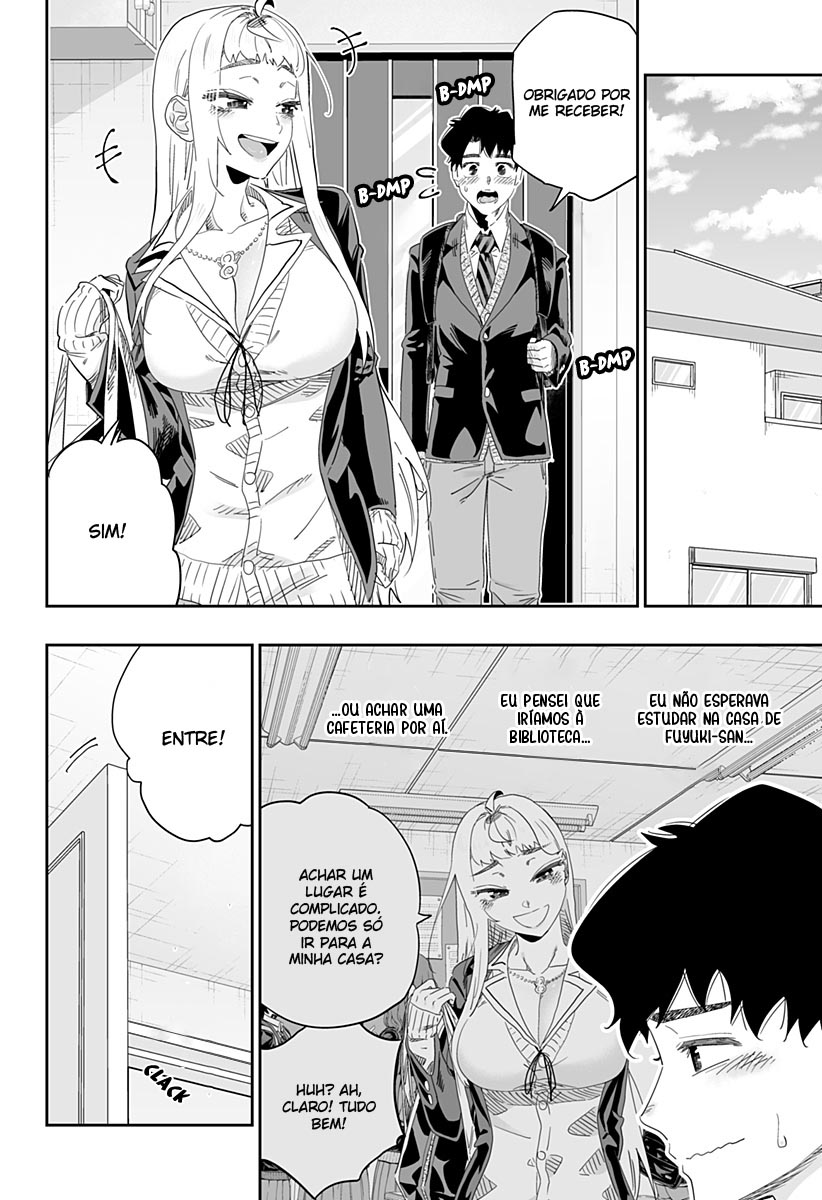 OBRIGADO POR
ME RECEBER!
B-DMP
B-DMP
B-DMP
SIM!
EU NÃO ESPERAVA
ESTUDAR NA CASA DE
FUYUKI-SAN...
EU PENSEI QUE
IRÍAMOS À
BIBLIOTECA...
...OU ACHAR UMA
CAFETERIA POR AÍ.
ACHAR UM
LUGAR É
COMPLICADO.
PODEMOS SÓ
IR PARA A
MINHA CASA?
HUH? AH,
CLARO! TUDO
BEM!
ENTRE!
CLACK